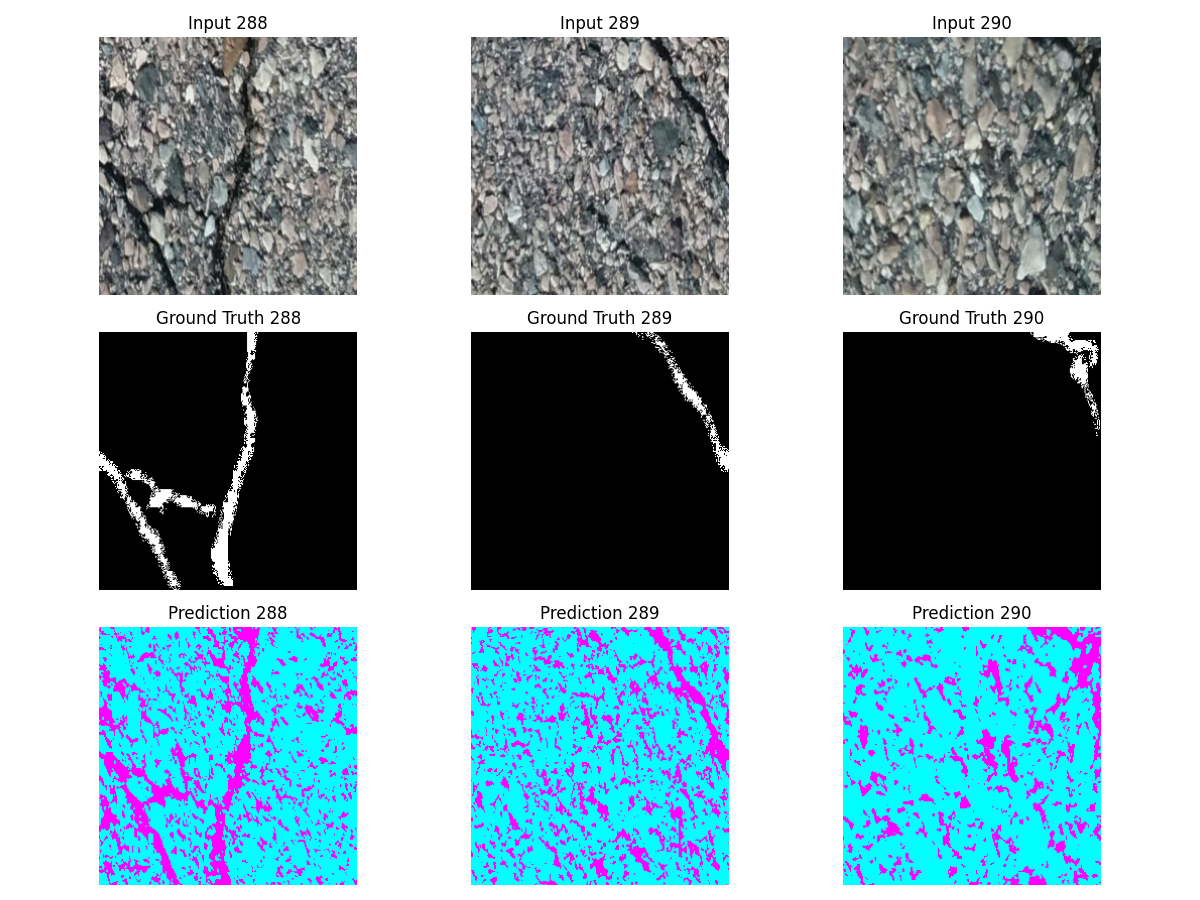 Input 288
Input 289
Input 290
Ground Truth 288
Ground Truth 289
Ground Truth 290
Prediction 288
Prediction 289
Prediction 290